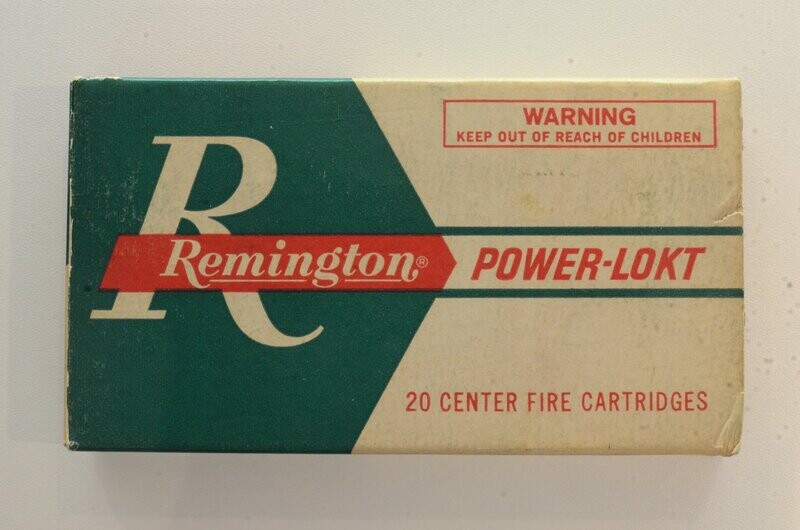 WARNING
KEEP OUT OF REACH OF CHILDREN
R
Remington® POWER-LOKT
20 CENTER FIRE CARTRIDGES